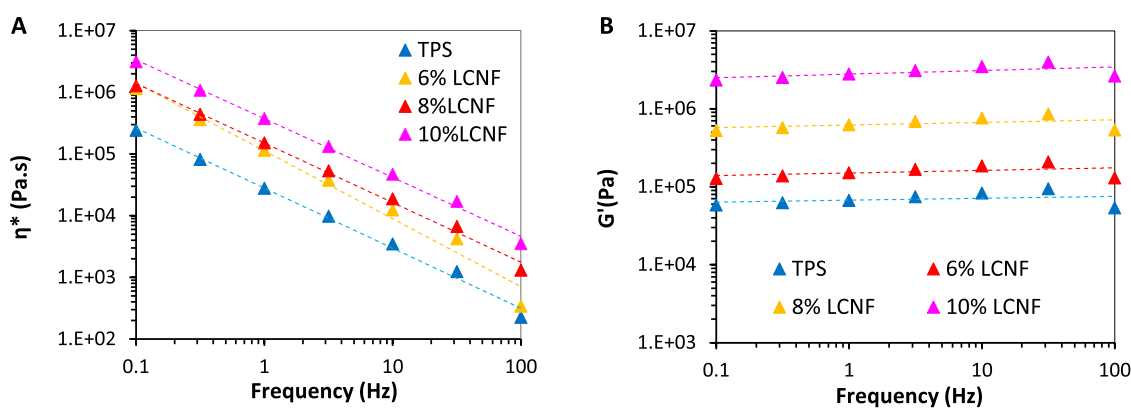 A
1.E+07
1.E+06
1.E+05
1.E+04
1.E+03
1.E+02
η* (Pa.s)
TPS
6% LCNF
8%LCNF
10%LCNF
0.1 1 10 100
Frequency (Hz)
B
1.E+07
1.E+06
1.E+05
1.E+04
1.E+03
G'(Pa)
TPS 6% LCNF
8% LCNF 10% LCNF
0.1 1 10 100
Frequency (Hz)